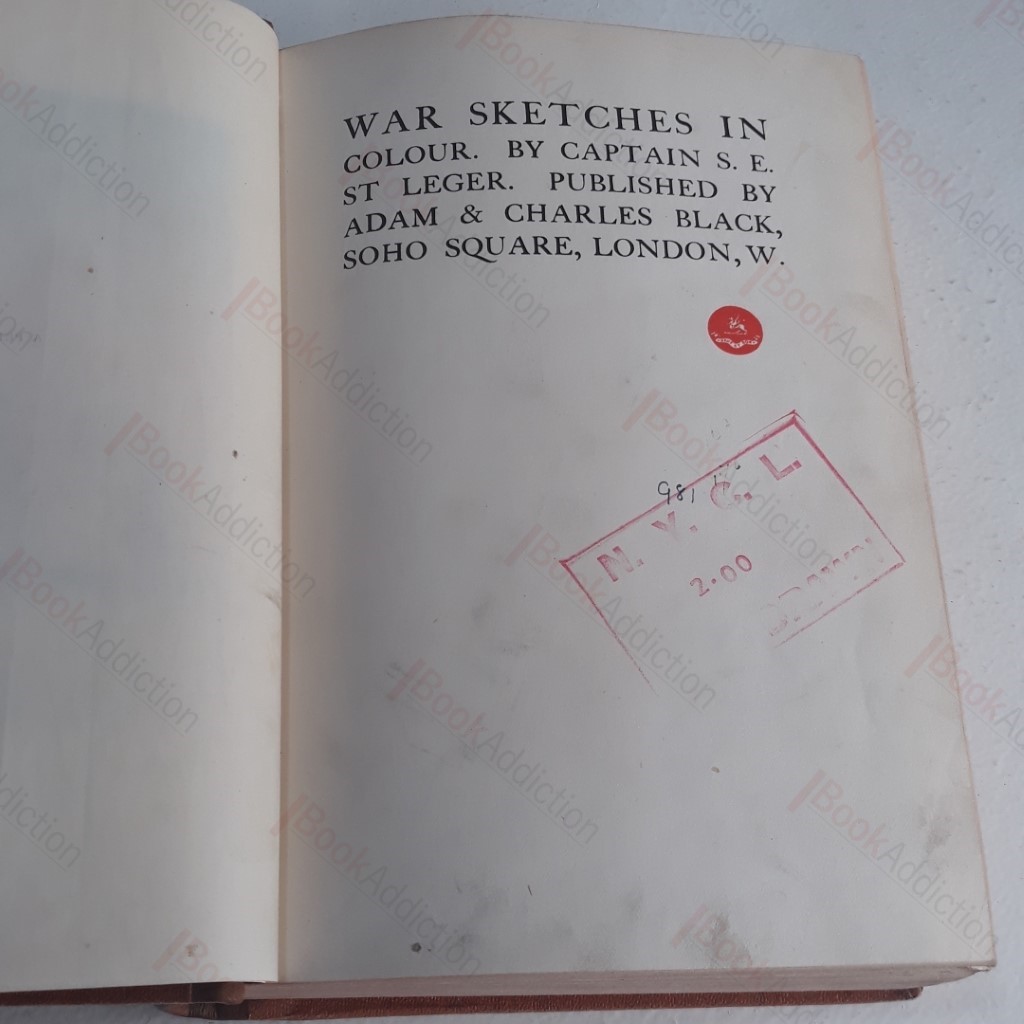 WAR SKETCHES IN
COLOUR. BY CAPTAIN S. E.
ST LEGER. PUBLISHED BY
ADAM & CHARLES BLACK,
SOHO SQUARE, LONDON, W.
981
N. Y. C. L.
2.00
BookAddiction